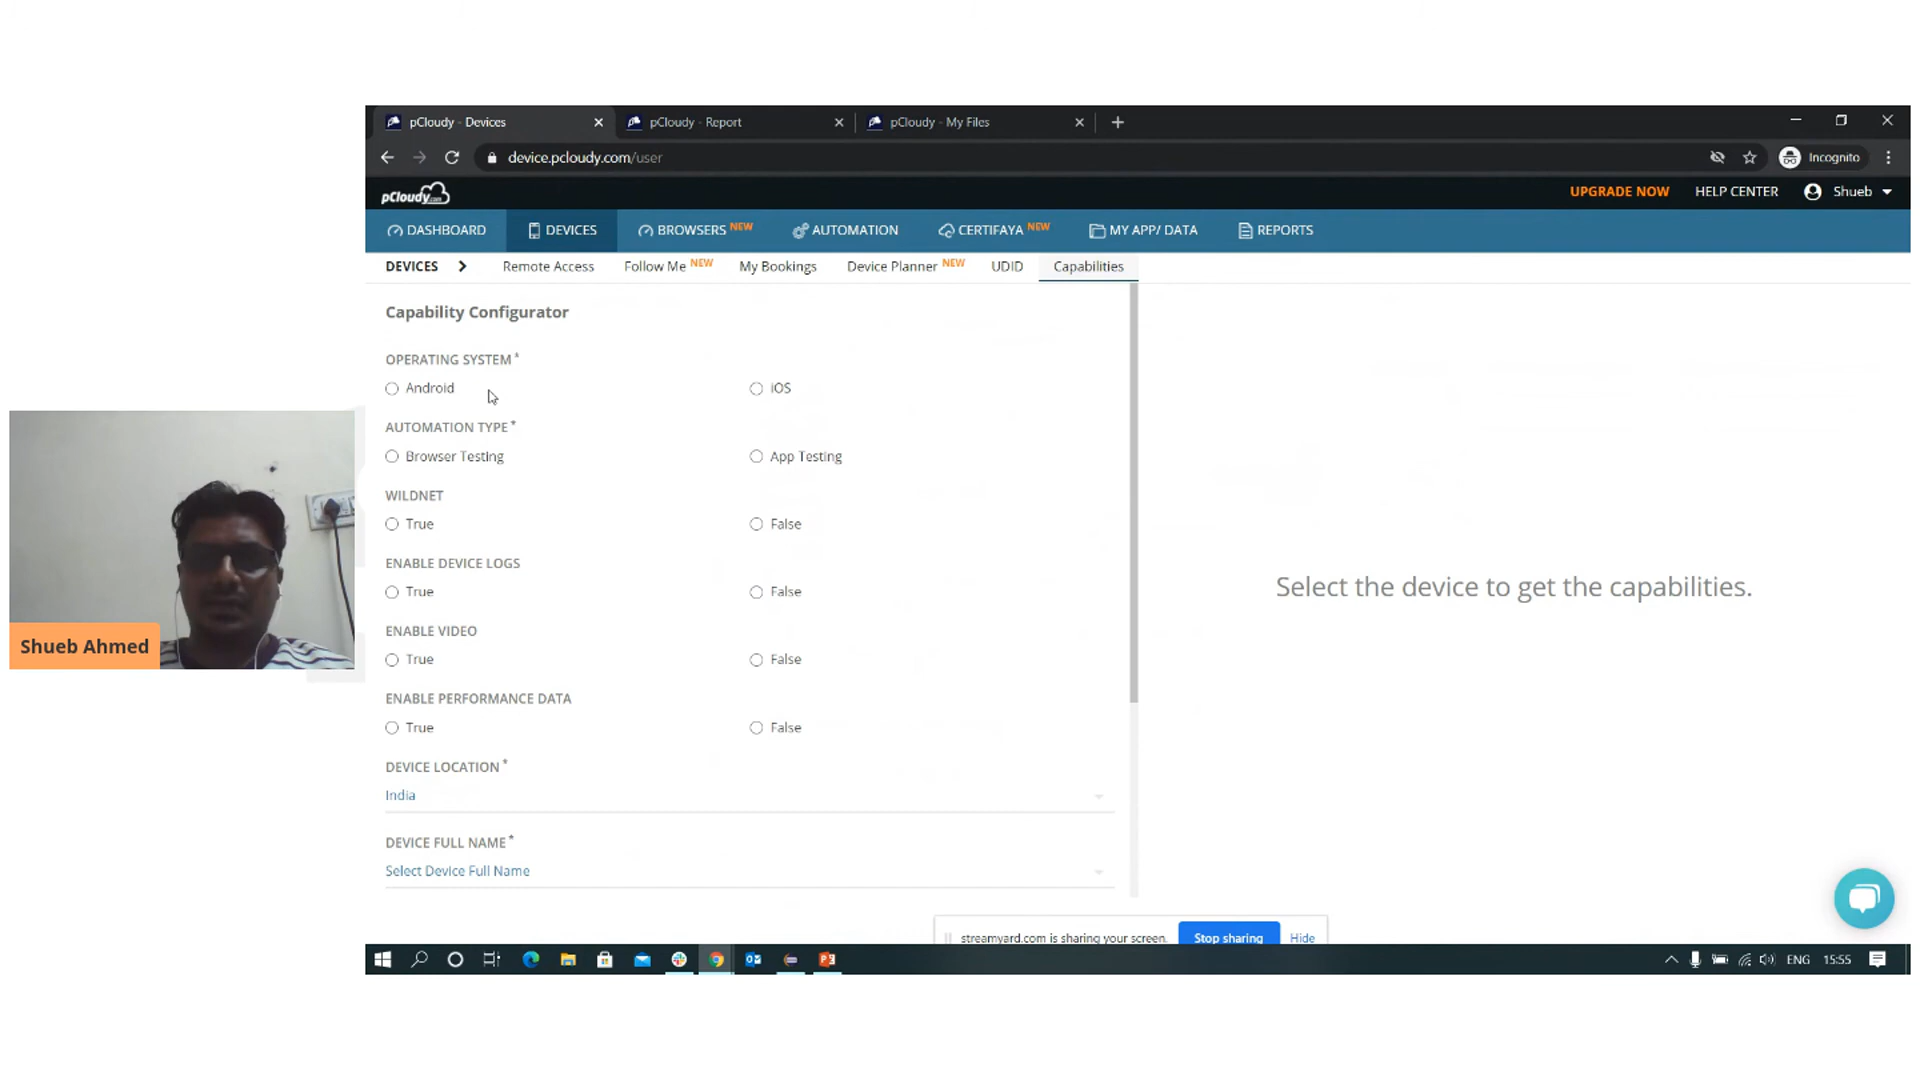 pCloudy - Devices
pCloudy - Report
pCloudy - My Files
device.pcloudy.com/user
Incognito
pCloudy.com
UPGRADE NOW
HELP CENTER
Shueb
DASHBOARD
DEVICES
BROWSERS NEW
AUTOMATION
CERTIFAYA NEW
MY APP/ DATA
REPORTS
DEVICES
Remote Access
Follow Me NEW
My Bookings
Device Planner NEW
UDID
Capabilities
Capability Configurator
OPERATING SYSTEM *
Android
iOS
AUTOMATION TYPE *
Browser Testing
App Testing
WILDNET
True
False
ENABLE DEVICE LOGS
True
False
ENABLE VIDEO
True
False
ENABLE PERFORMANCE DATA
True
False
DEVICE LOCATION *
India
DEVICE FULL NAME *
Select Device Full Name
Select the device to get the capabilities.
Shueb Ahmed
streamyard.com is sharing your screen.
Stop sharing
Hide
ENG
15:55